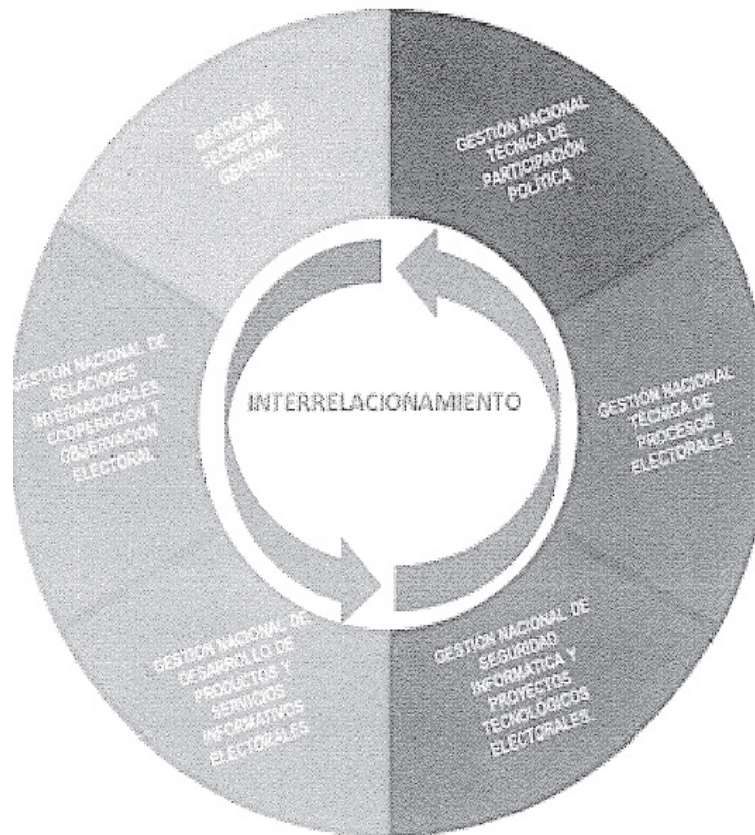 GESTIÓN DE
SECRETARÍA
GENERAL
GESTIÓN NACIONAL
TÉCNICA DE
PARTICIPACIÓN
POLÍTICA
GESTIÓN NACIONAL DE
RELACIONES
INTERNACIONALES
COOPERACIÓN Y
OBSERVACIÓN
ELECTORAL
INTERRELACIONAMIENTO
GESTIÓN NACIONAL
TÉCNICA DE
PROCESOS
ELECTORALES
GESTIÓN NACIONAL DE
DESARROLLO DE
PRODUCTOS Y
SERVICIOS
INFORMATIVOS
ELECTORALES
GESTIÓN NACIONAL DE
SEGURIDAD
INFORMÁTICA Y
PROYECTOS
TECNOLÓGICOS
ELECTORALES